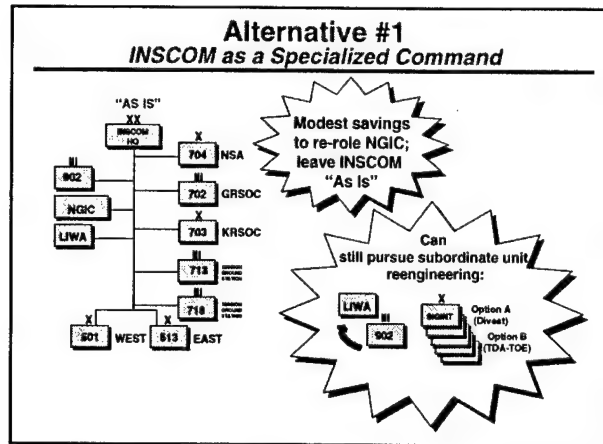 Alternative #1
INSCOM as a Specialized Command
"AS IS"
XX
INSCOM
HQ
III
902
NGIC
LIWA
X
704 NSA
III
702 GRSOC
X
703 KRSOC
III
713
III
718
X
501 WEST
X
513 EAST
Modest savings
to re-role NGIC;
leave INSCOM
"As Is"
Can
still pursue subordinate unit
reengineering:
LIWA
III
902
X
SIGINT
Option A
(Divest)
Option B
(TDA-TOE)